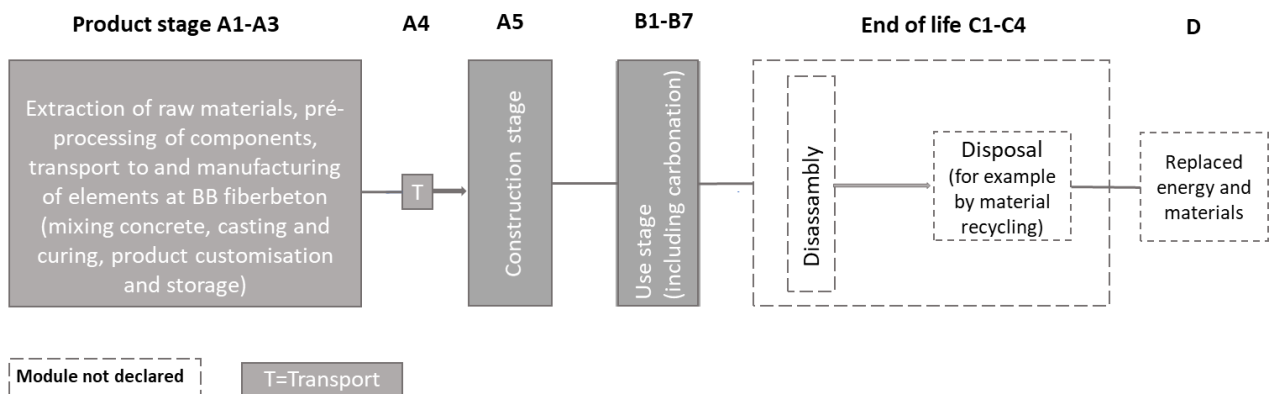 Product stage A1-A3
A4
A5
B1-B7
End of life C1-C4
D
Extraction of raw materials, pré-
processing of components,
transport to and manufacturing
of elements at BB fiberbeton
(mixing concrete, casting and
curing, product customisation
and storage)
T
Construction stage
Use stage
(including carbonation)
Disassambly
Disposal
(for example
by material
recycling)
Replaced
energy and
materials
Module not declared
T=Transport